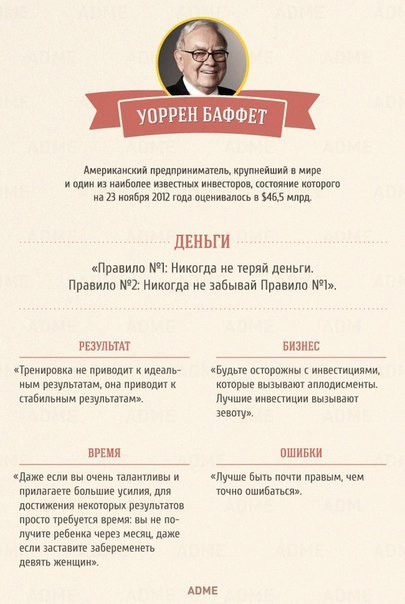 УОРРЕН БАФФЕТ
Американский предприниматель, крупнейший в мире
и один из наиболее известных инвесторов, состояние которого
на 23 ноября 2012 года оценивалось в $46,5 млрд.
ДЕНЬГИ
«Правило №1: Никогда не теряй деньги.
Правило №2: Никогда не забывай Правило №1».
РЕЗУЛЬТАТ
«Тренировка не приводит к идеаль-
ным результатам, она приводит к
стабильным результатам».
БИЗНЕС
«Будьте осторожны с инвестициями,
которые вызывают аплодисменты.
Лучшие инвестиции вызывают
зевоту».
ВРЕМЯ
«Даже если вы очень талантливы и
прилагаете большие усилия, для
достижения некоторых результатов
просто требуется время: вы не по-
лучите ребенка через месяц, даже
если заставите забеременеть
девять женщин».
ОШИБКИ
«Лучше быть почти правым, чем
точно ошибаться».
ADME